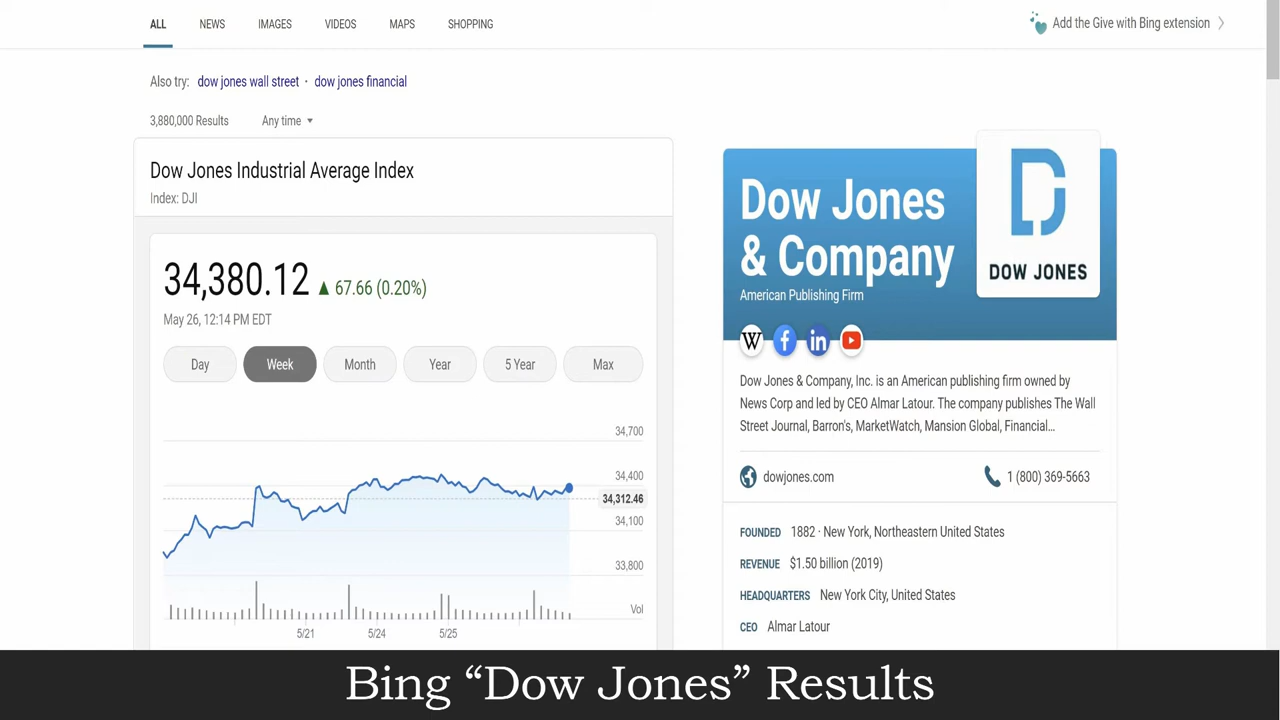 ALL NEWS IMAGES VIDEOS MAPS SHOPPING
Add the Give with Bing extension
Also try: dow jones wall street · dow jones financial
3,880,000 Results Any time
Dow Jones Industrial Average Index
Index: DJI
34,380.12 ▲ 67.66 (0.20%)
May 26, 12:14 PM EDT
Day Week Month Year 5 Year Max
34,700
34,400
34,312.46
34,100
33,800
Vol
5/21 5/24 5/25
Dow Jones
& Company
American Publishing Firm
DOW JONES
W f in
Dow Jones & Company, Inc. is an American publishing firm owned by
News Corp and led by CEO Almar Latour. The company publishes The Wall
Street Journal, Barron's, MarketWatch, Mansion Global, Financial...
dowjones.com 1 (800) 369-5663
FOUNDED 1882 · New York, Northeastern United States
REVENUE $1.50 billion (2019)
HEADQUARTERS New York City, United States
CEO Almar Latour
Bing “Dow Jones” Results